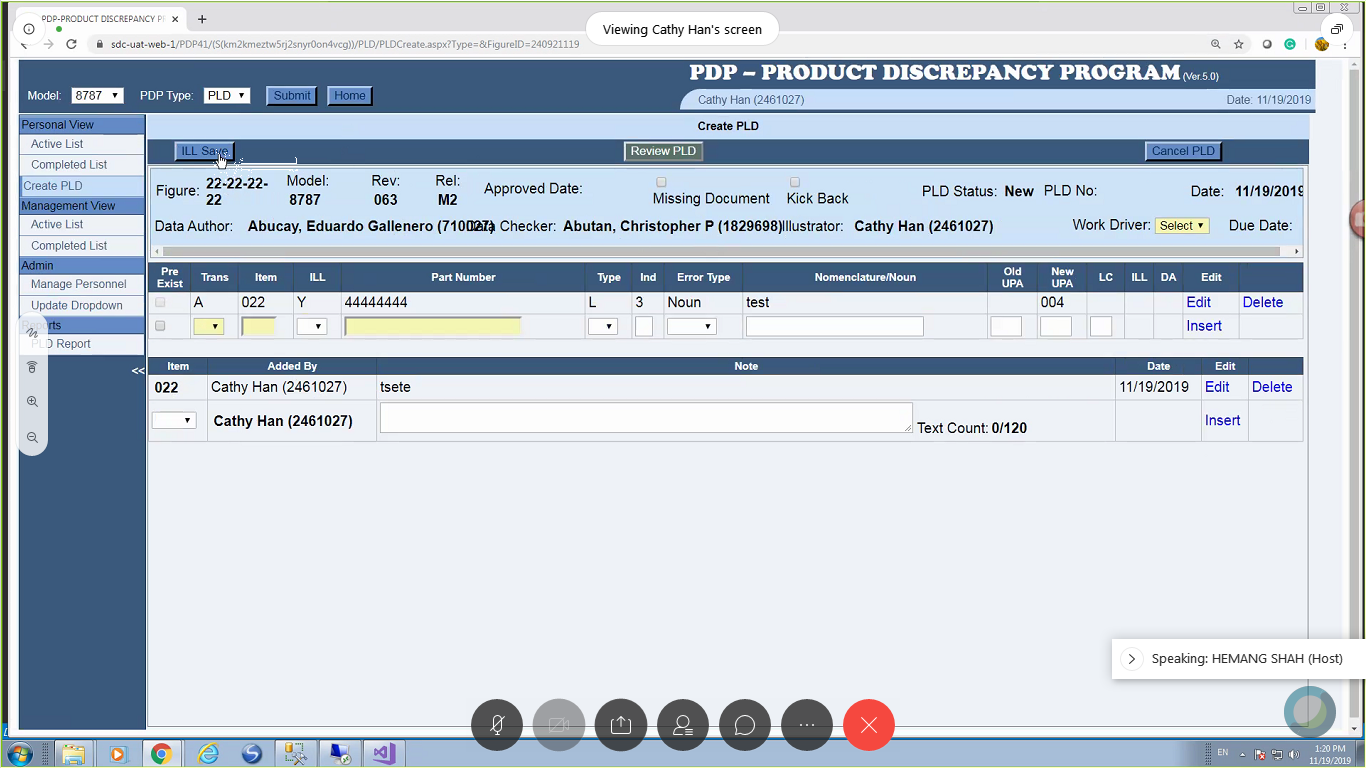 PDP-PRODUCT DISCREPANCY P
Viewing Cathy Han's screen
sdc-uat-web-1/PDP41/(S(km2kmeztw5rj2snyr0on4vcg))/PLD/PLDCreate.aspx?Type=&FigureID=240921119
PDP – PRODUCT DISCREPANCY PROGRAM (Ver.5.0)
Model: 8787 PDP Type: PLD Submit Home
Cathy Han (2461027) Date: 11/19/2019
Personal View
Active List
Completed List
Create PLD
Management View
Active List
Completed List
Admin
Manage Personnel
Update Dropdown
PLD Report
<<
Create PLD
ILL Save Review PLD Cancel PLD
Figure: 22-22-22-22 Model: 8787 Rev: 063 Rel: M2 Approved Date: Missing Document Kick Back PLD Status: New PLD No: Date: 11/19/2019
Data Author: Abucay, Eduardo Gallenero (710027) Data Checker: Abutan, Christopher P (1829698) Illustrator: Cathy Han (2461027) Work Driver: Select Due Date:
Pre Exist Trans Item ILL Part Number Type Ind Error Type Nomenclature/Noun Old UPA New UPA LC ILL DA Edit
A 022 Y 44444444 L 3 Noun test 004 Edit Delete
Insert
Item Added By Note Date Edit
022 Cathy Han (2461027) tsete 11/19/2019 Edit Delete
Cathy Han (2461027) Text Count: 0/120 Insert
Speaking: HEMANG SHAH (Host)
EN
1:20 PM
11/19/2019